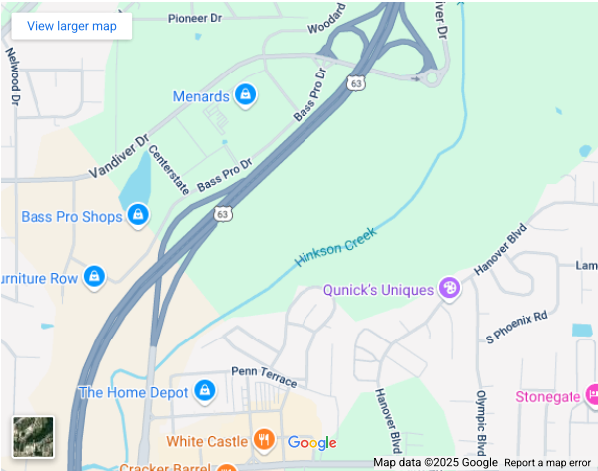 Pioneer Dr
Woodard
View larger map
Nelwood Dr
Menards
Bass Pro Dr
63
Vandiver Dr
Centerstate
Bass Pro Dr
Bass Pro Shops
63
Hinkson Creek
Hanover Blvd
urniture Row
Lam
Qunick's Uniques
S Phoenix Rd
Penn Terrace
The Home Depot
Hanover Blvd
Olympic Blvd
Stonegate
White Castle
Google
Cracker Barrel
Map data ©2025 Google
Report a map error